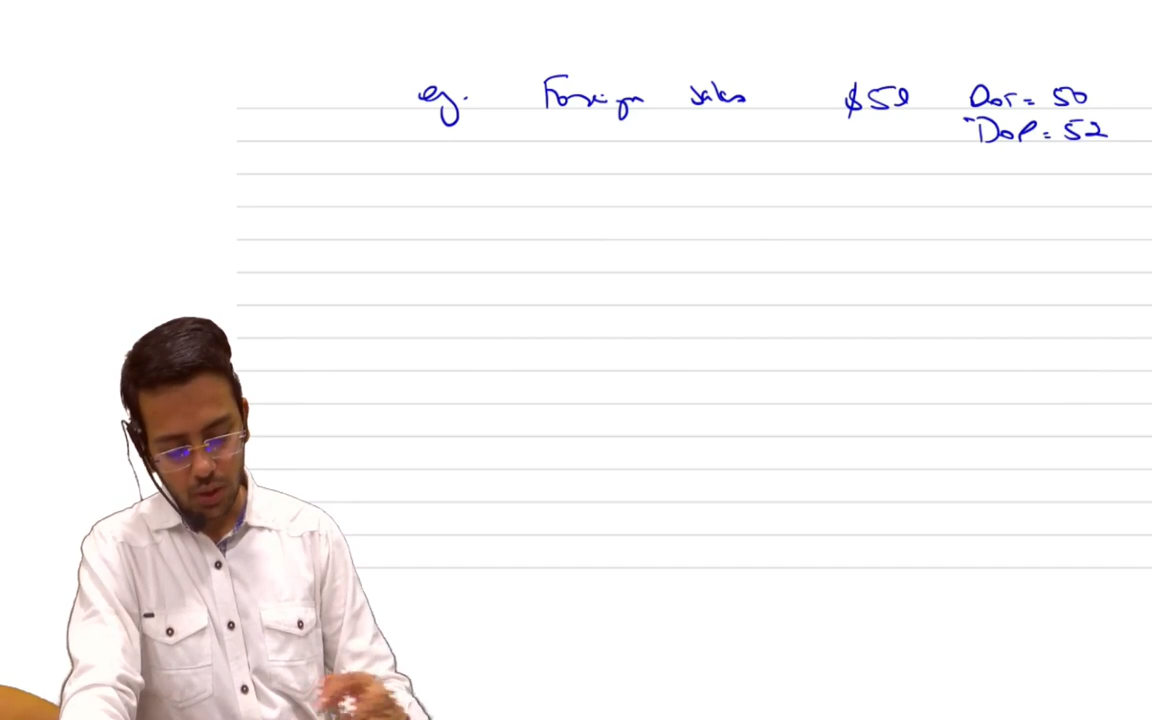 eg. Foreign sales $50 DOT = 50
DOP = 52